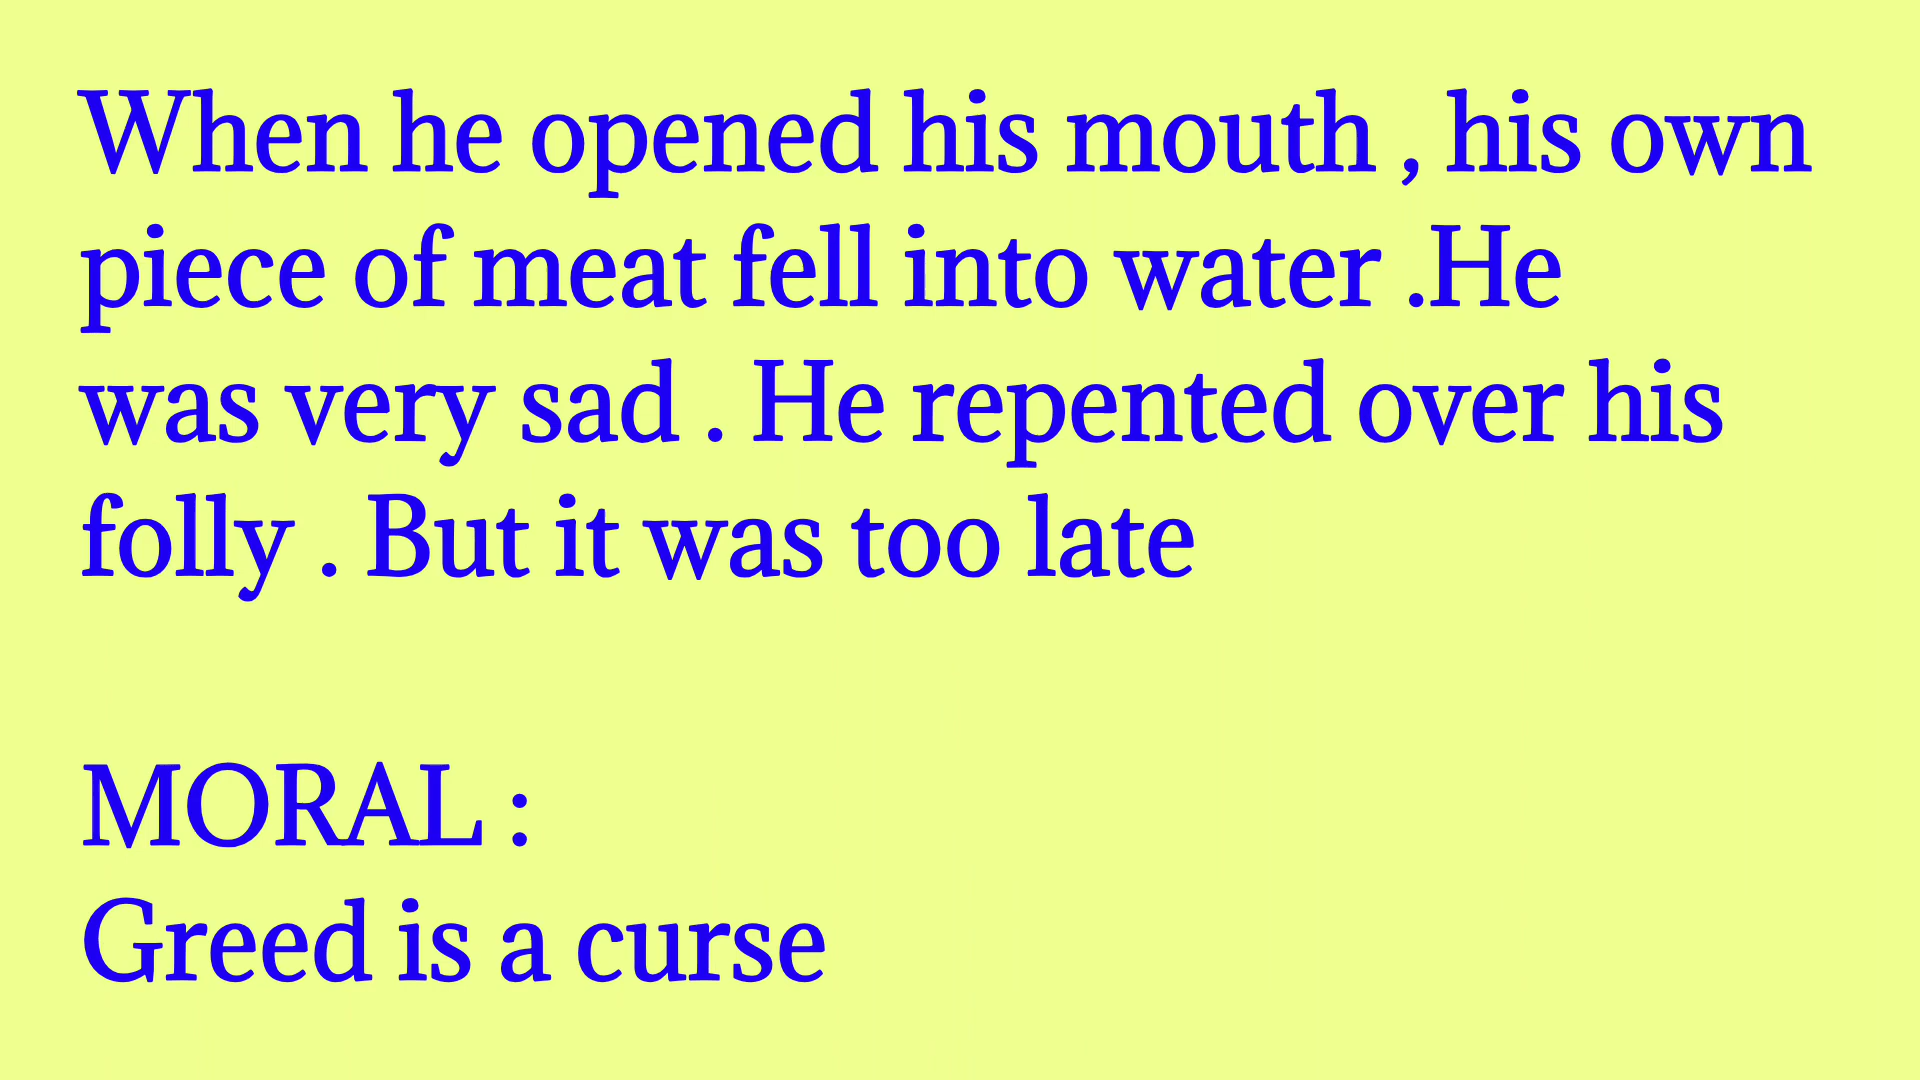 When he opened his mouth , his own
piece of meat fell into water .He
was very sad . He repented over his
folly . But it was too late
MORAL :
Greed is a curse